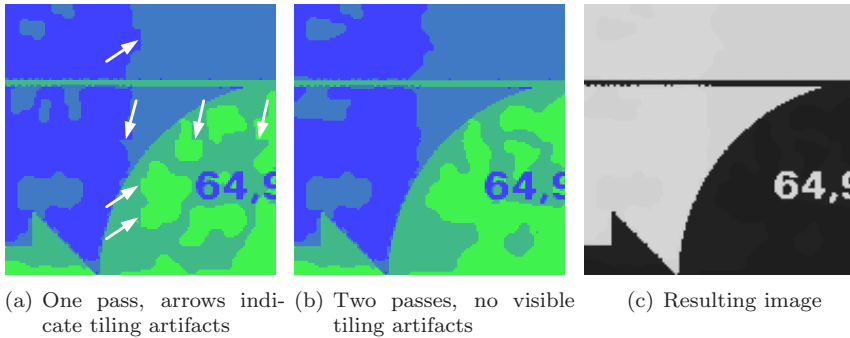 64,9
64,9
64,9
(a) One pass, arrows indi-
cate tiling artifacts
(b) Two passes, no visible
tiling artifacts
(c) Resulting image